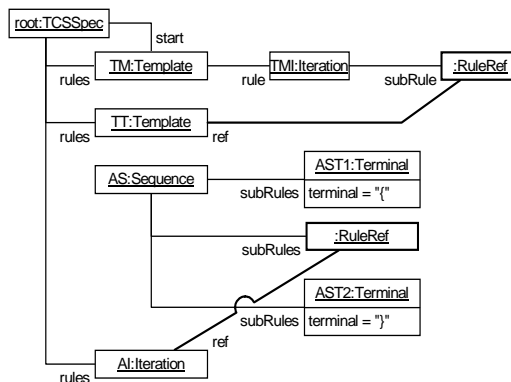 root:TCSSpec
start
TM:Template
TMI:Iteration
:RuleRef
rules
rule
subRule
TT:Template
rules
ref
AS:Sequence
AST1:Terminal
subRules
terminal = "{"
:RuleRef
subRules
AST2:Terminal
subRules
terminal = "}"
ref
AI:Iteration
rules